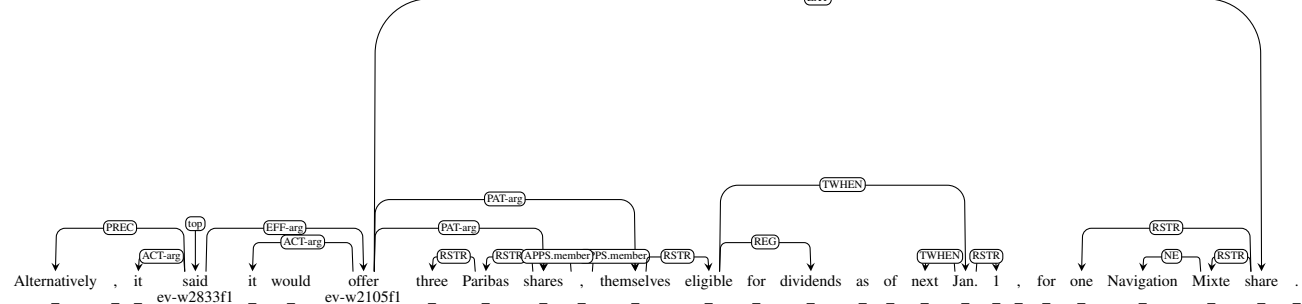 PAT-arg
TWHEN
PREC
top
EFF-arg
PAT-arg
RSTR
ACT-arg
ACT-arg
REG
RSTR
RSTR
APPS.member
PS.member
RSTR
TWHEN
RSTR
NE
RSTR
Alternatively , it said it would offer three Paribas shares , themselves eligible for dividends as of next Jan. 1 , for one Navigation Mixte share .
_ _ _ ev-w2833f1 _ _ ev-w2105f1 _ _ _ _ _ _ _ _ _ _ _ _ _ _ _ _ _ _ _ _